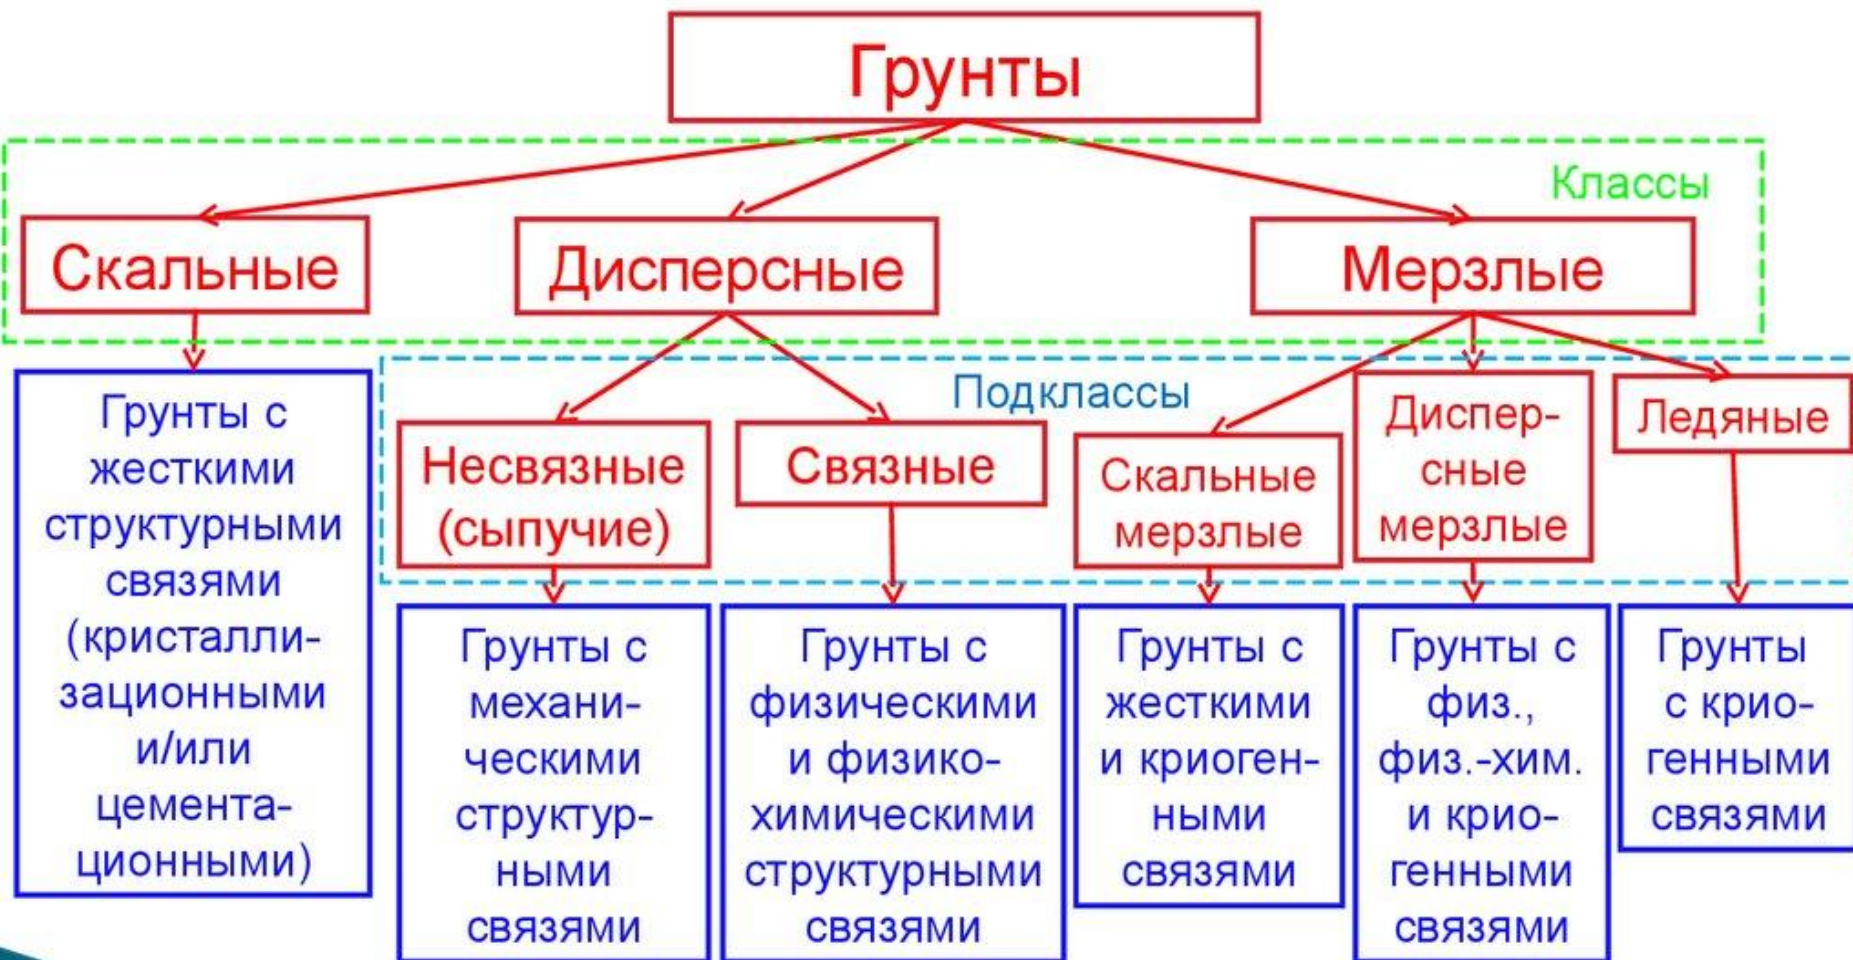 Грунты
Классы
Скальные
Дисперсные
Мерзлые
Подклассы
Грунты с
жесткими
структурными
связями
(кристалли-
зационными
и/или
цемента-
ционными)
Несвязные
(сыпучие)
Связные
Скальные
мерзлые
Диспер-
сные
мерзлые
Ледяные
Грунты с
механи-
ческими
структур-
ными
связями
Грунты с
физическими
и физико-
химическими
структурными
связями
Грунты с
жесткими
и криоген-
ными
связями
Грунты с
физ.,
физ.-хим.
и крио-
генными
связями
Грунты
с крио-
генными
связями